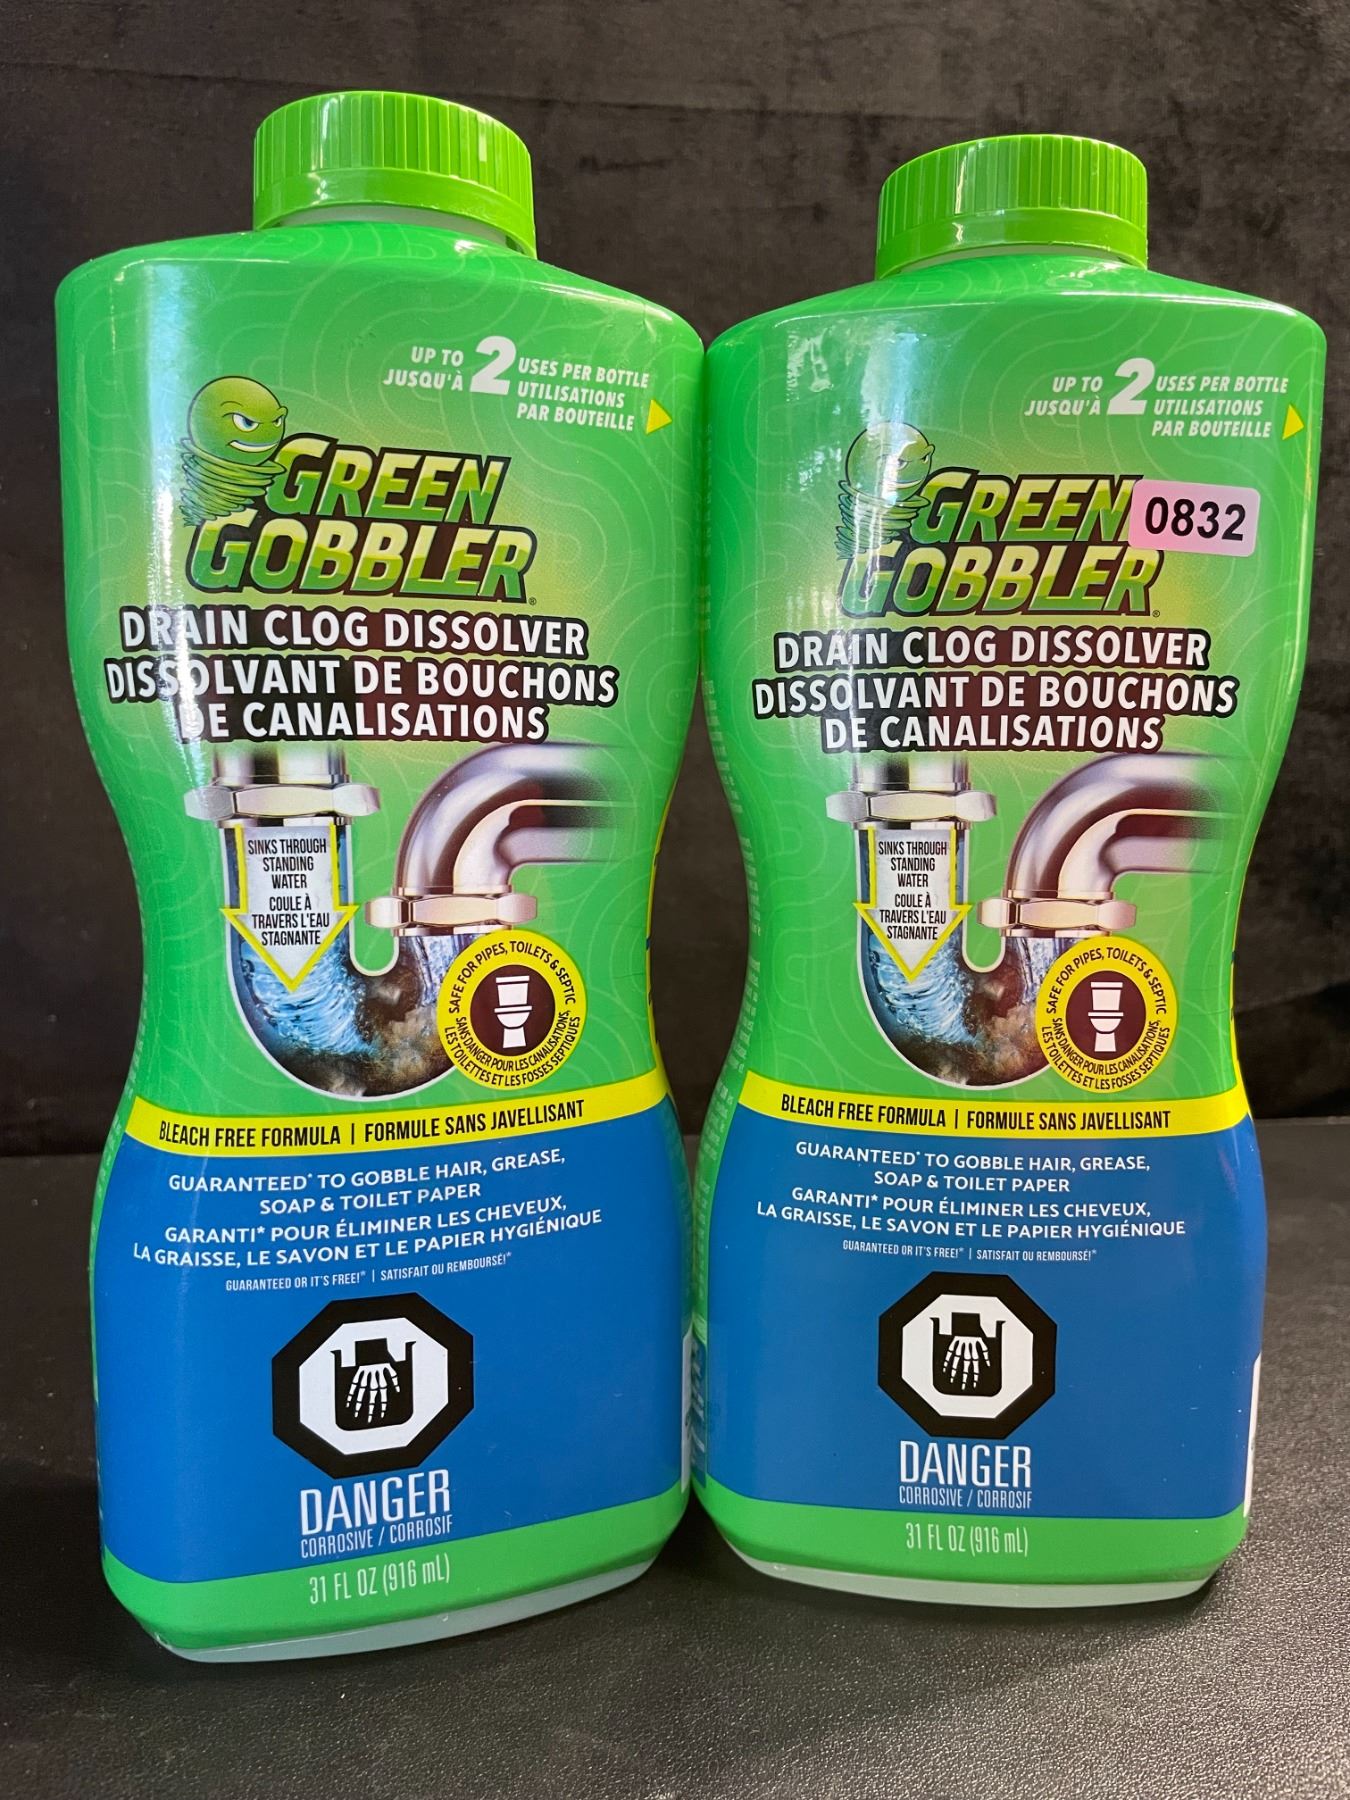 UP TO 2 USES PER BOTTLE
JUSQU'À UTILISATIONS
PAR BOUTEILLE
GREEN
GOBBLER®
DRAIN CLOG DISSOLVER
DISSOLVANT DE BOUCHONS
DE CANALISATIONS
SINKS THROUGH
STANDING
WATER
COULE À
TRAVERS L'EAU
STAGNANTE
SAFE FOR PIPES, TOILETS & SEPTIC
SANS DANGER POUR LES CANALISATIONS,
LES TOILETTES ET LES FOSSES SEPTIQUES
BLEACH FREE FORMULA | FORMULE SANS JAVELLISANT
GUARANTEED* TO GOBBLE HAIR, GREASE,
SOAP & TOILET PAPER
GARANTI* POUR ÉLIMINER LES CHEVEUX,
LA GRAISSE, LE SAVON ET LE PAPIER HYGIÉNIQUE
GUARANTEED OR IT'S FREE!* | SATISFAIT OU REMBOURSÉ!*
DANGER
CORROSIVE / CORROSIF
31 FL OZ (916 mL)
UP TO 2 USES PER BOTTLE
JUSQU'À UTILISATIONS
PAR BOUTEILLE
GREEN
0832
GOBBLER®
DRAIN CLOG DISSOLVER
DISSOLVANT DE BOUCHONS
DE CANALISATIONS
SINKS THROUGH
STANDING
WATER
COULE À
TRAVERS L'EAU
STAGNANTE
SAFE FOR PIPES, TOILETS & SEPTIC
SANS DANGER POUR LES CANALISATIONS,
LES TOILETTES ET LES FOSSES SEPTIQUES
BLEACH FREE FORMULA | FORMULE SANS JAVELLISANT
GUARANTEED* TO GOBBLE HAIR, GREASE,
SOAP & TOILET PAPER
GARANTI* POUR ÉLIMINER LES CHEVEUX,
LA GRAISSE, LE SAVON ET LE PAPIER HYGIÉNIQUE
GUARANTEED OR IT'S FREE!* | SATISFAIT OU REMBOURSÉ!*
DANGER
CORROSIVE / CORROSIF
31 FL OZ (916 mL)